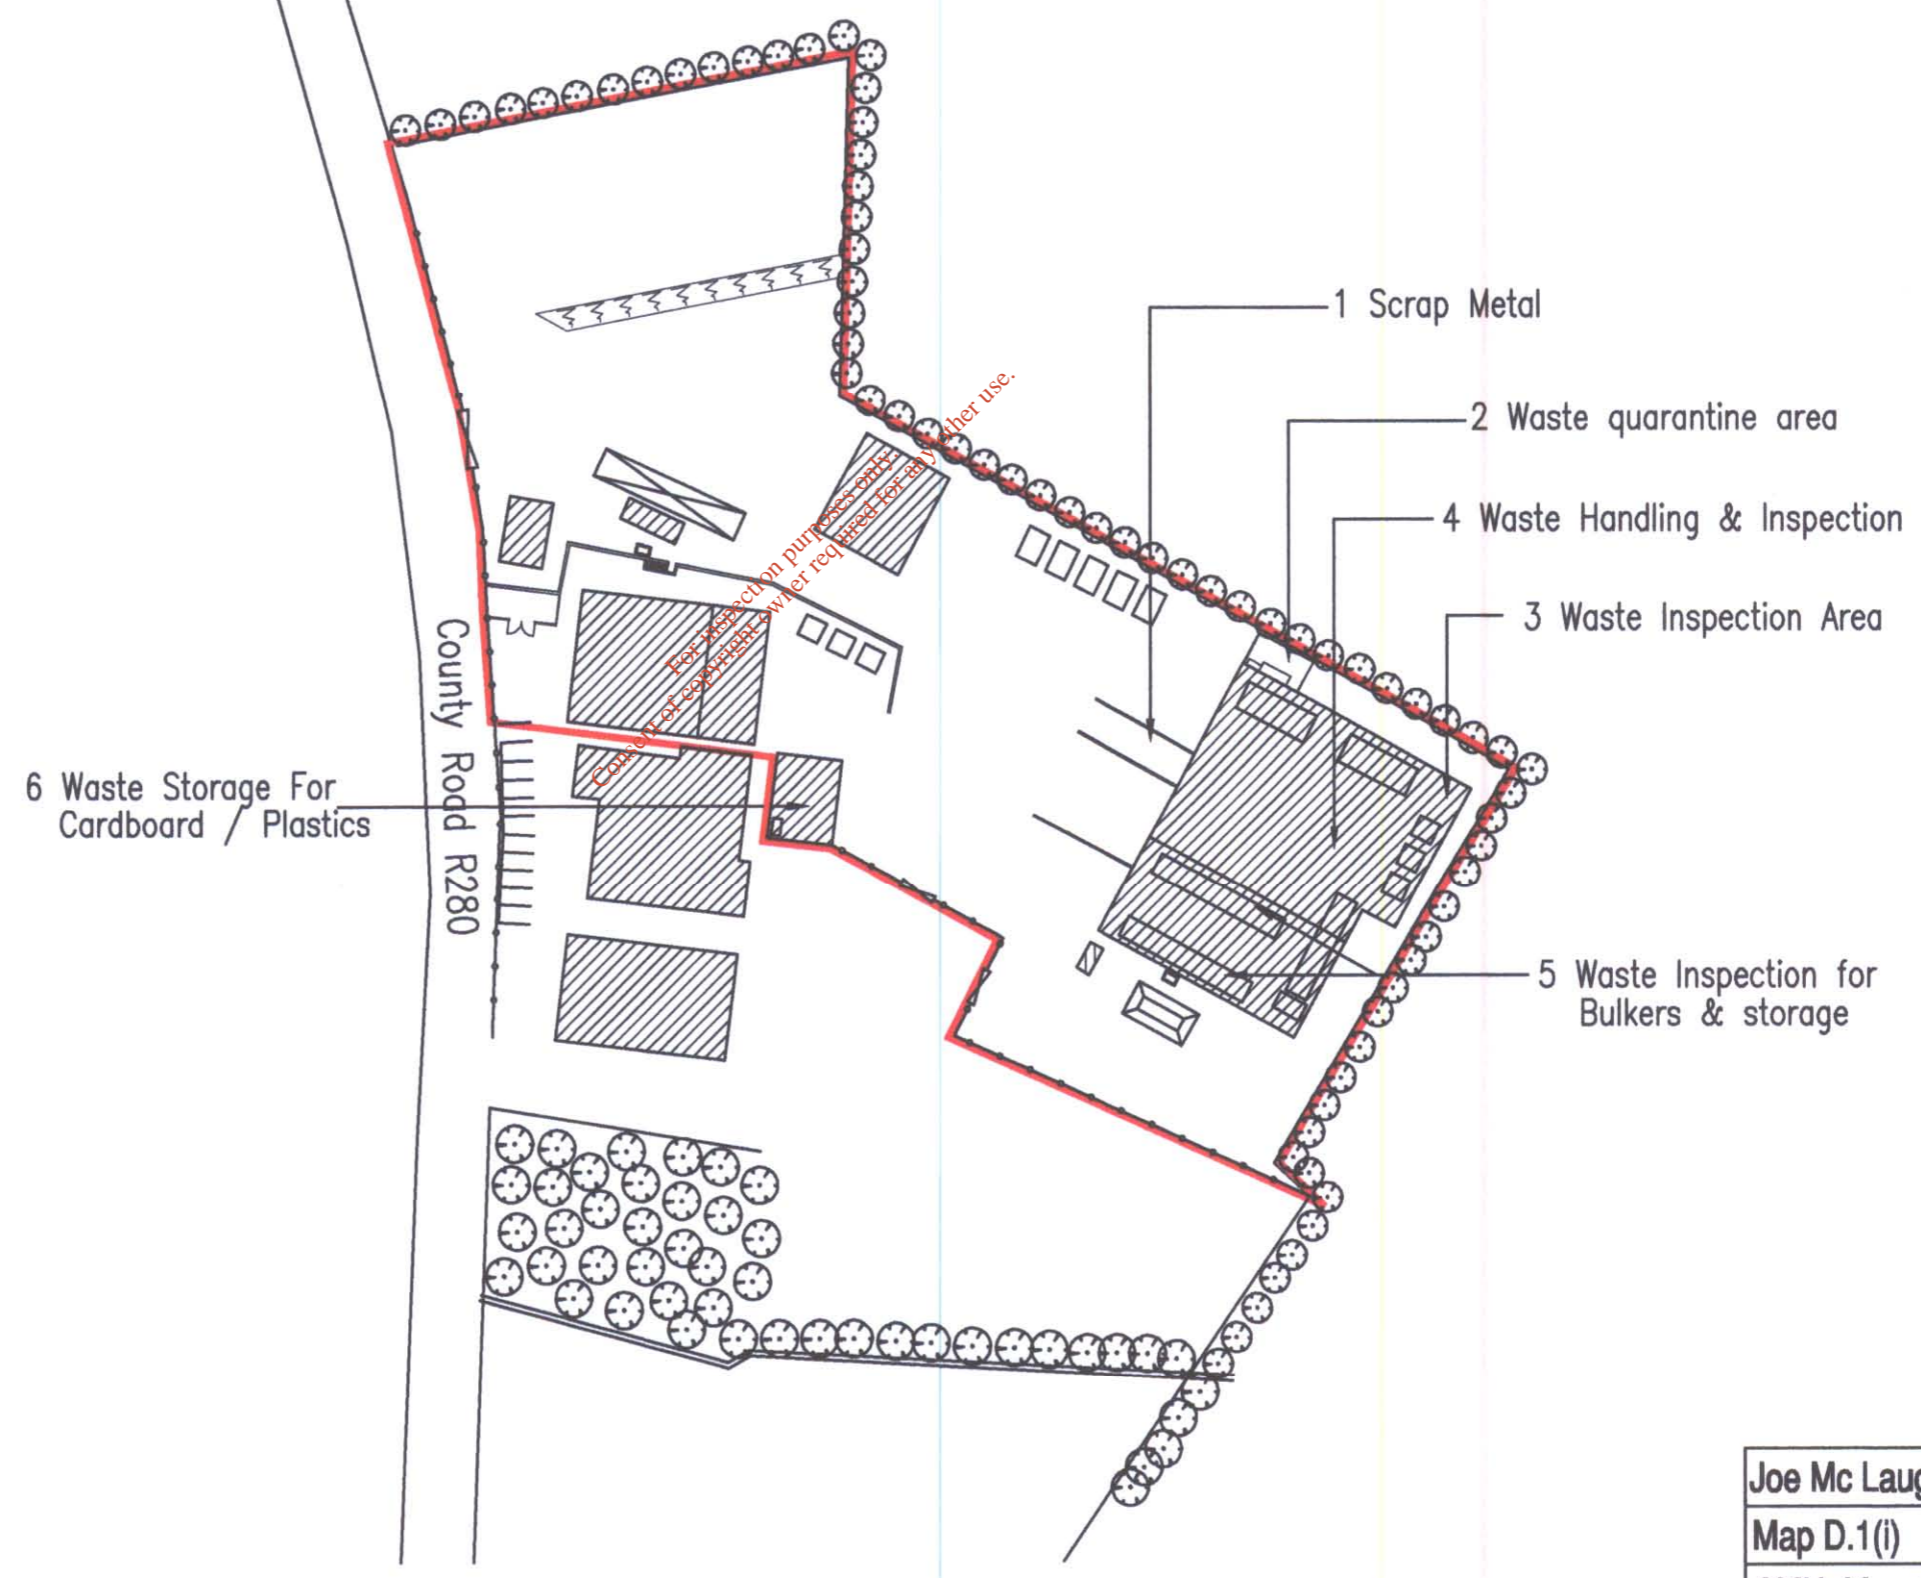 1 Scrap Metal
2 Waste quarantine area
4 Waste Handling & Inspection
3 Waste Inspection Area
5 Waste Inspection for
Bulkers & storage
6 Waste Storage For
Cardboard / Plastics
County Road R280
For inspection purposes only.
Consent of copyright owner required for any other use.
Joe Mc Laug
Map D.1(i)